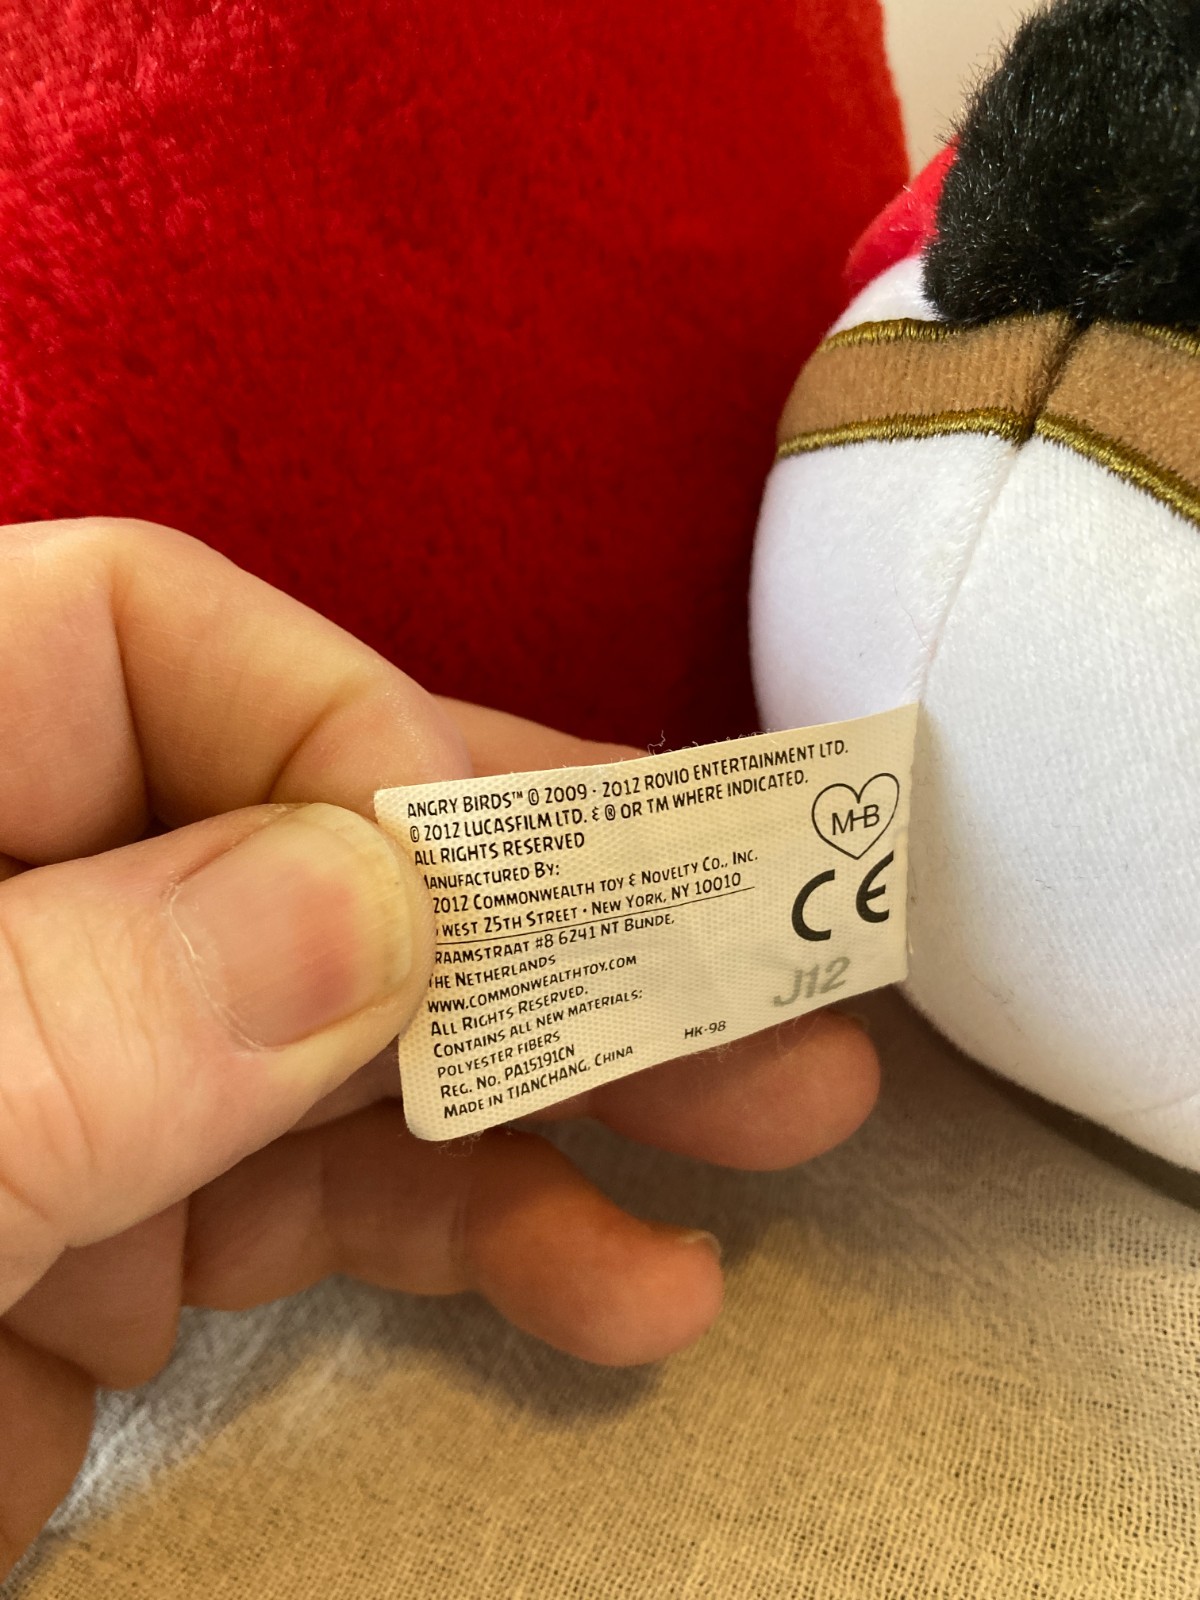 ANGRY BIRDS™ © 2009 · 2012 ROVIO ENTERTAINMENT LTD.
© 2012 LUCASFILM LTD. & ® OR TM WHERE INDICATED.
ALL RIGHTS RESERVED
MANUFACTURED BY:
2012 COMMONWEALTH TOY & NOVELTY CO., INC.
WEST 25TH STREET · NEW YORK, NY 10010
RAAMSTRAAT #8 6241 NT BUNDE.
THE NETHERLANDS
WWW.COMMONWEALTHTOY.COM
ALL RIGHTS RESERVED.
CONTAINS ALL NEW MATERIALS:
POLYESTER FIBERS
REG. NO. PA15191CN
MADE IN TIANCHANG, CHINA
HK-98
MHB
CE
J12